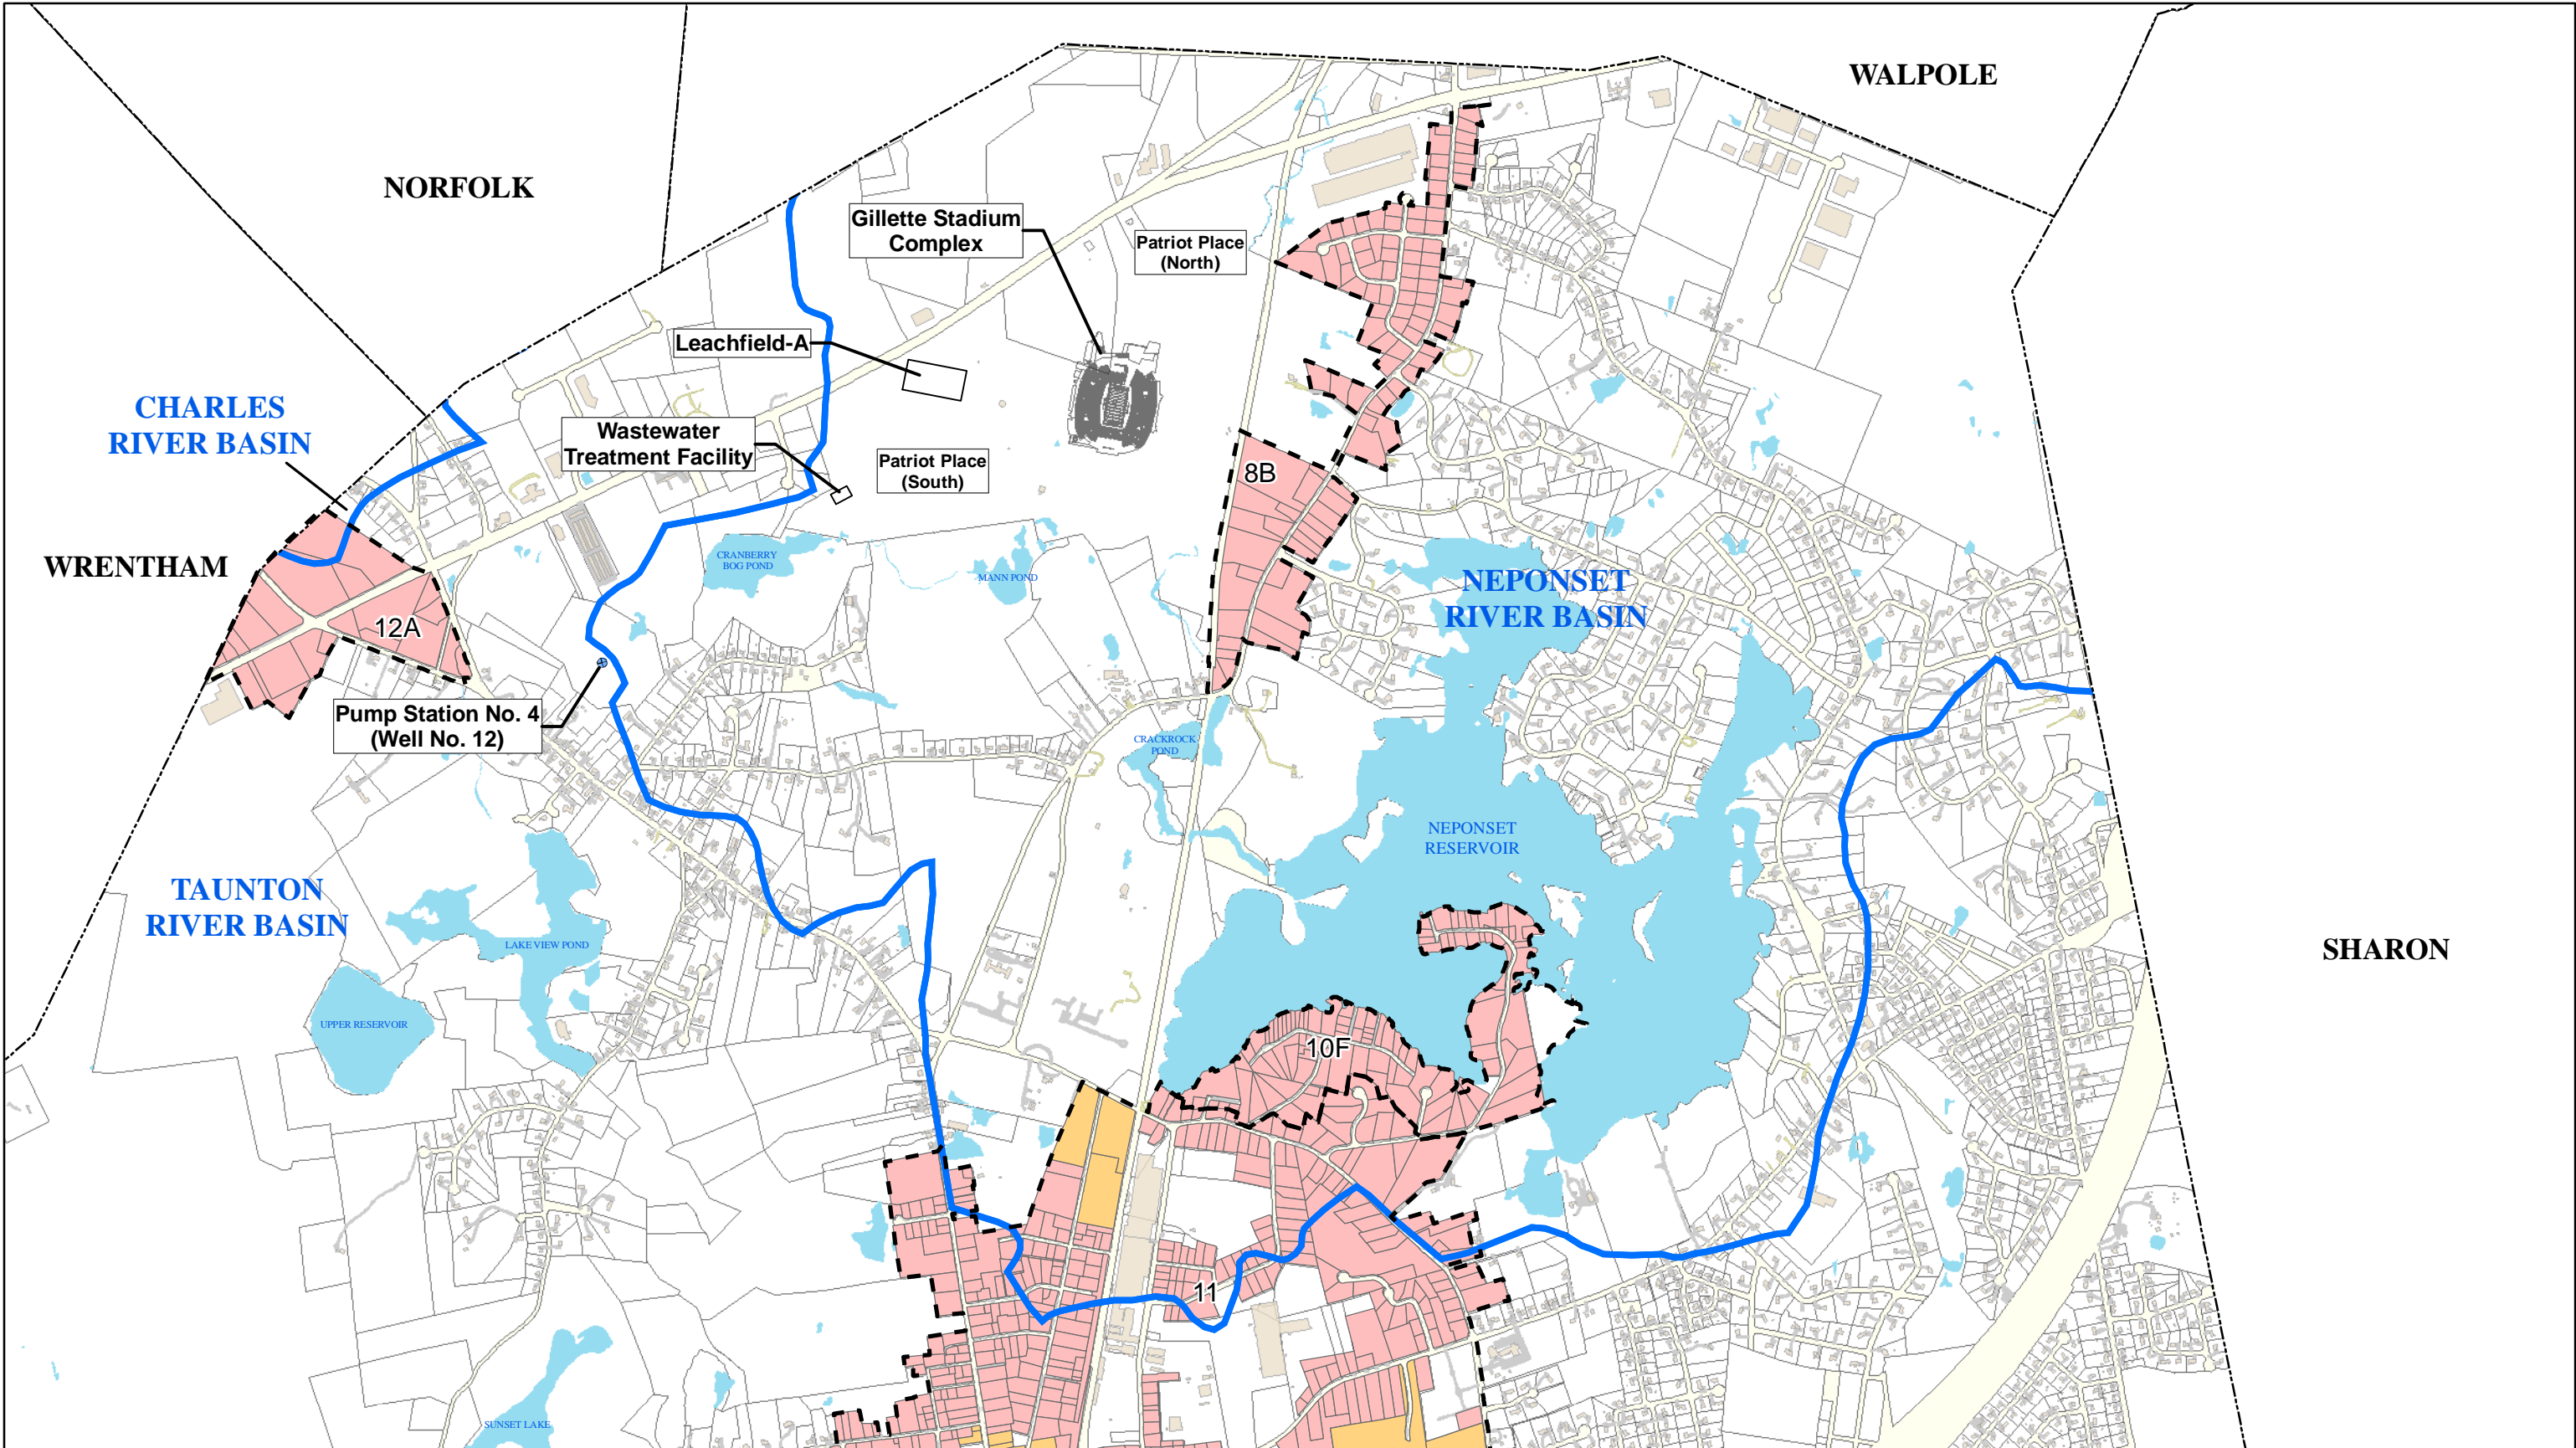 WALPOLE
NORFOLK
Gillette Stadium
Complex
Patriot Place
(North)
Leachfield-A
CHARLES
RIVER BASIN
Wastewater
Treatment Facility
Patriot Place
(South)
8B
WRENTHAM
CRANBERRY
BOG POND
MANN POND
NEPONSET
RIVER BASIN
12A
Pump Station No. 4
(Well No. 12)
CRACKROCK
POND
NEPONSET
RESERVOIR
TAUNTON
RIVER BASIN
LAKE VIEW POND
SHARON
UPPER RESERVOIR
10F
11
SUNSET LAKE